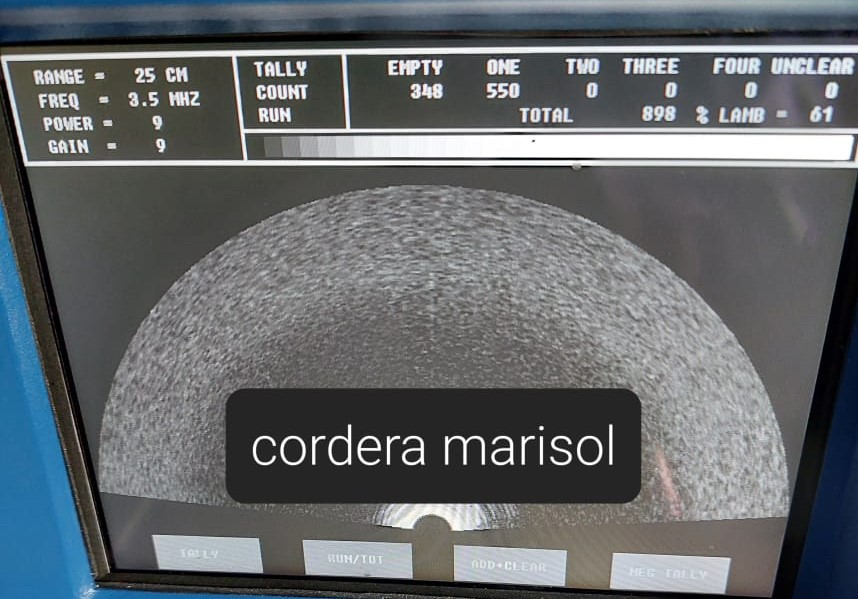 RANGE = 25 CM
FREQ = 3.5 MHZ
POWER = 9
GAIN = 9
TALLY EMPTY ONE TWO THREE FOUR UNCLEAR
COUNT 348 550 0 0 0 0
RUN TOTAL 898 % LAMB = 61
cordera marisol
TALLY RUN/TOT ADD+CLEAR NEG TALLY